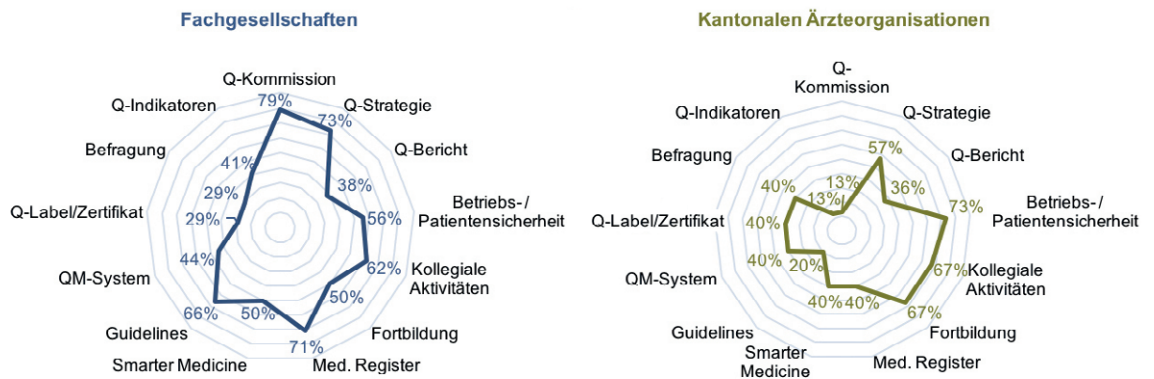 Fachgesellschaften
Q-Kommission
79%
Q-Strategie
73%
Q-Bericht
38%
Betriebs-/
Patientensicherheit
56%
Kollegiale
Aktivitäten
62%
Fortbildung
50%
Med. Register
71%
Smarter Medicine
50%
Guidelines
66%
QM-System
44%
Q-Label/Zertifikat
29%
Befragung
29%
Q-Indikatoren
41%
Kantonalen Ärzteorganisationen
Q-
Kommission
13%
Q-Strategie
57%
Q-Bericht
36%
Betriebs-/
Patientensicherheit
73%
Kollegiale
Aktivitäten
67%
Fortbildung
67%
Med. Register
40%
Smarter
Medicine
40%
Guidelines
20%
QM-System
40%
Q-Label/Zertifikat
40%
Befragung
40%
Q-Indikatoren
13%